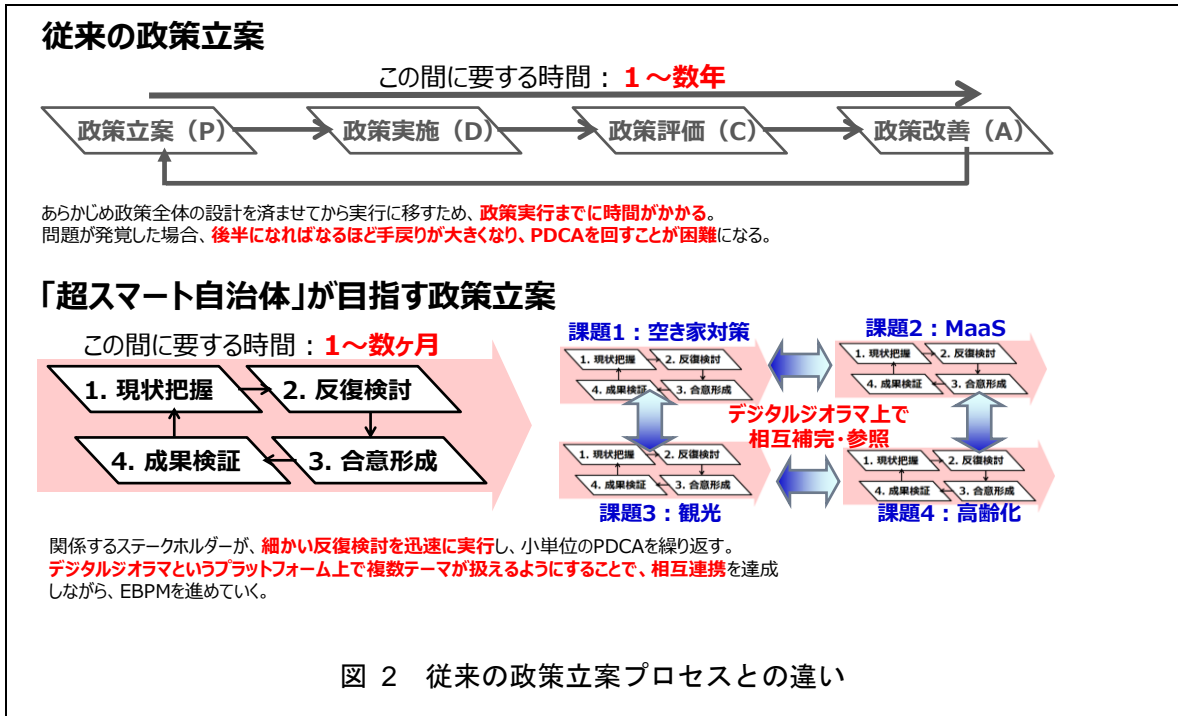 従来の政策立案
この間に要する時間：１～数年
政策立案（P）
政策実施（D）
政策評価（C）
政策改善（A）
あらかじめ政策全体の設計を済ませてから実行に移すため、政策実行までに時間がかかる。
問題が発覚した場合、後半になればなるほど手戻りが大きくなり、PDCAを回すことが困難になる。
「超スマート自治体」が目指す政策立案
この間に要する時間：1～数ヶ月
1. 現状把握
2. 反復検討
4. 成果検証
3. 合意形成
課題1：空き家対策
1. 現状把握
2. 反復検討
4. 成果検証
3. 合意形成
課題2：MaaS
1. 現状把握
2. 反復検討
4. 成果検証
3. 合意形成
デジタルジオラマ上で
相互補完・参照
1. 現状把握
2. 反復検討
4. 成果検証
3. 合意形成
課題3：観光
1. 現状把握
2. 反復検討
4. 成果検証
3. 合意形成
課題4：高齢化
関係するステークホルダーが、細かい反復検討を迅速に実行し、小単位のPDCAを繰り返す。
デジタルジオラマというプラットフォーム上で複数テーマが扱えるようにすることで、相互連携を達成
しながら、EBPMを進めていく。
図 2　従来の政策立案プロセスとの違い